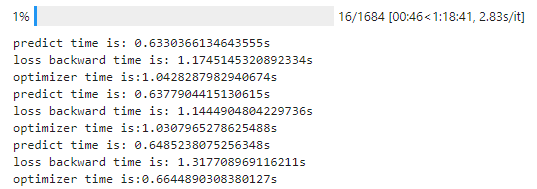 1% 16/1684 [00:46<1:18:41, 2.83s/it]
predict time is: 0.6330366134643555s
loss backward time is: 1.1745145320892334s
optimizer time is:1.0428287982940674s
predict time is: 0.6377904415130615s
loss backward time is: 1.1444904804229736s
optimizer time is:1.0307965278625488s
predict time is: 0.6485238075256348s
loss backward time is: 1.317708969116211s
optimizer time is:0.6644890308380127s